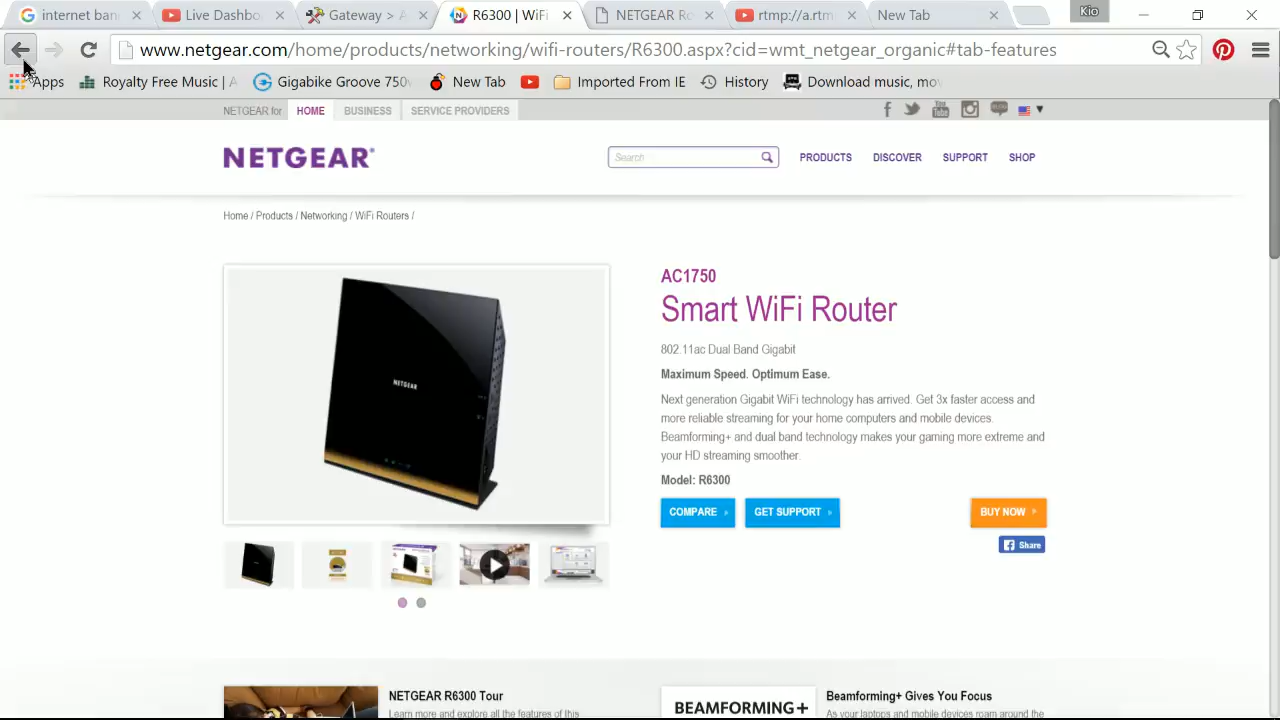 internet ban
Live Dashbo
Gateway > A
R6300 | WiFi
NETGEAR Ro
rtmp://a.rtm
New Tab
Kio
www.netgear.com/home/products/networking/wifi-routers/R6300.aspx?cid=wmt_netgear_organic#tab-features
Apps
Royalty Free Music | A
Gigabike Groove 750w
New Tab
Imported From IE
History
Download music, mov
NETGEAR for
HOME
BUSINESS
SERVICE PROVIDERS
NETGEAR®
Search
PRODUCTS
DISCOVER
SUPPORT
SHOP
Home / Products / Networking / WiFi Routers /
AC1750
Smart WiFi Router
802.11ac Dual Band Gigabit
Maximum Speed. Optimum Ease.
Next generation Gigabit WiFi technology has arrived. Get 3x faster access and
more reliable streaming for your home computers and mobile devices.
Beamforming+ and dual band technology makes your gaming more extreme and
your HD streaming smoother.
Model: R6300
NETGEAR
COMPARE
GET SUPPORT
BUY NOW
Share
NETGEAR R6300 Tour
Learn more and explore all the features of this
BEAMFORMING+
Beamforming+ Gives You Focus
As your laptops and mobile devices roam around the